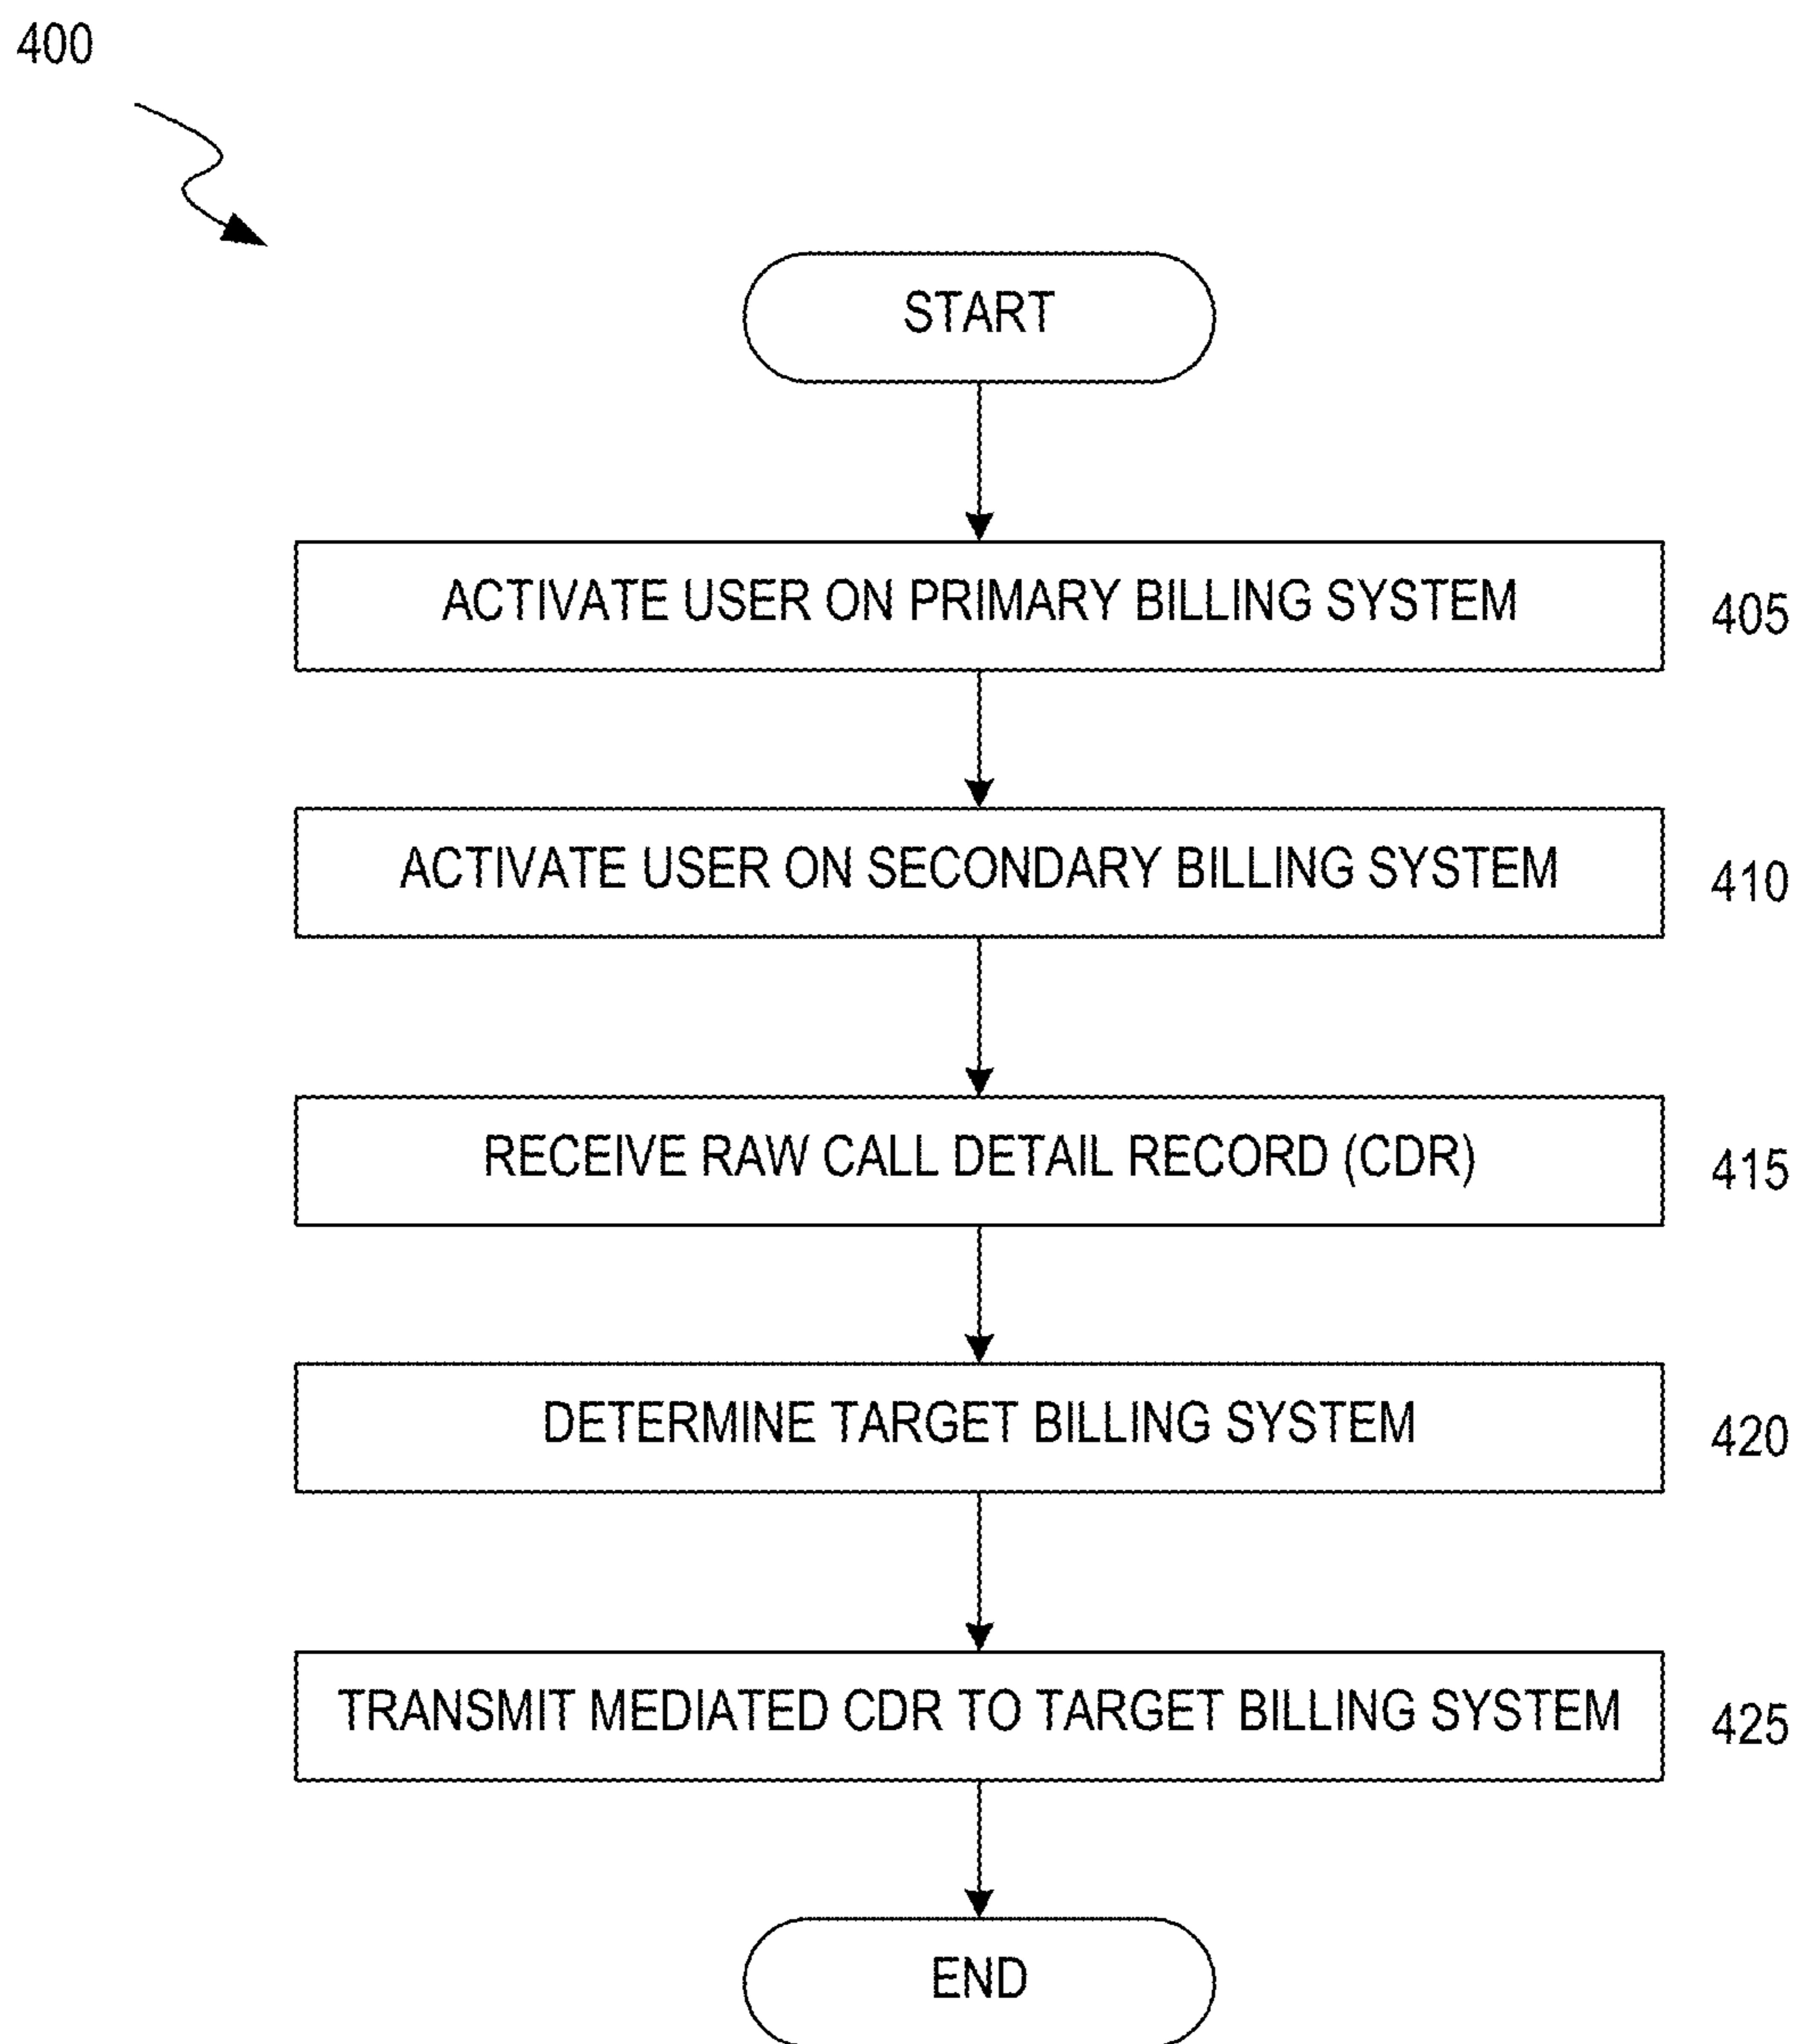 400
START
ACTIVATE USER ON PRIMARY BILLING SYSTEM
405
ACTIVATE USER ON SECONDARY BILLING SYSTEM
410
RECEIVE RAW CALL DETAIL RECORD (CDR)
415
DETERMINE TARGET BILLING SYSTEM
420
TRANSMIT MEDIATED CDR TO TARGET BILLING SYSTEM
425
END